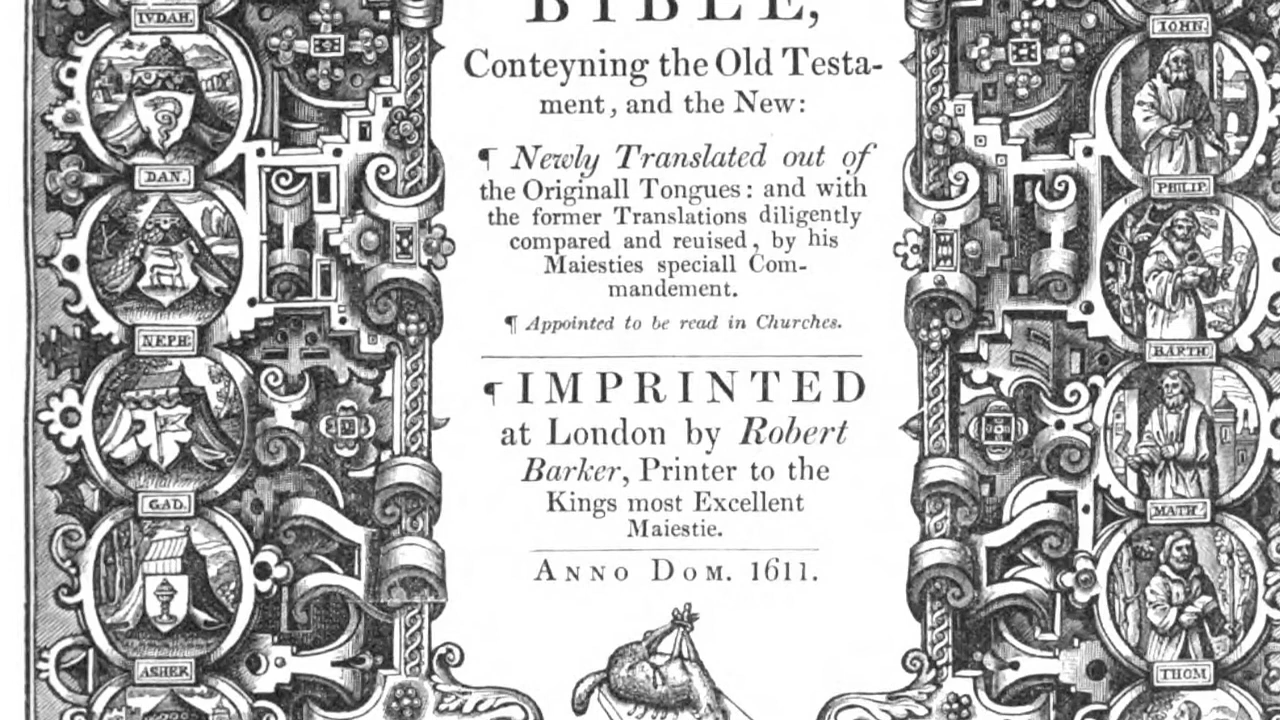 BIBLE,
Conteyning the Old Testa-
ment, and the New:
¶ Newly Translated out of
the Originall Tongues: and with
the former Translations diligently
compared and reuised, by his
Maiesties speciall Com-
mandement.
¶ Appointed to be read in Churches.
¶ IMPRINTED
at London by Robert
Barker, Printer to the
Kings most Excellent
Maiestie.
ANNO DOM. 1611.
IVDAH.
DAN.
NEPH:
GAD.
ASHER
IOHN.
PHILIP.
BARTH
MATH
THOM